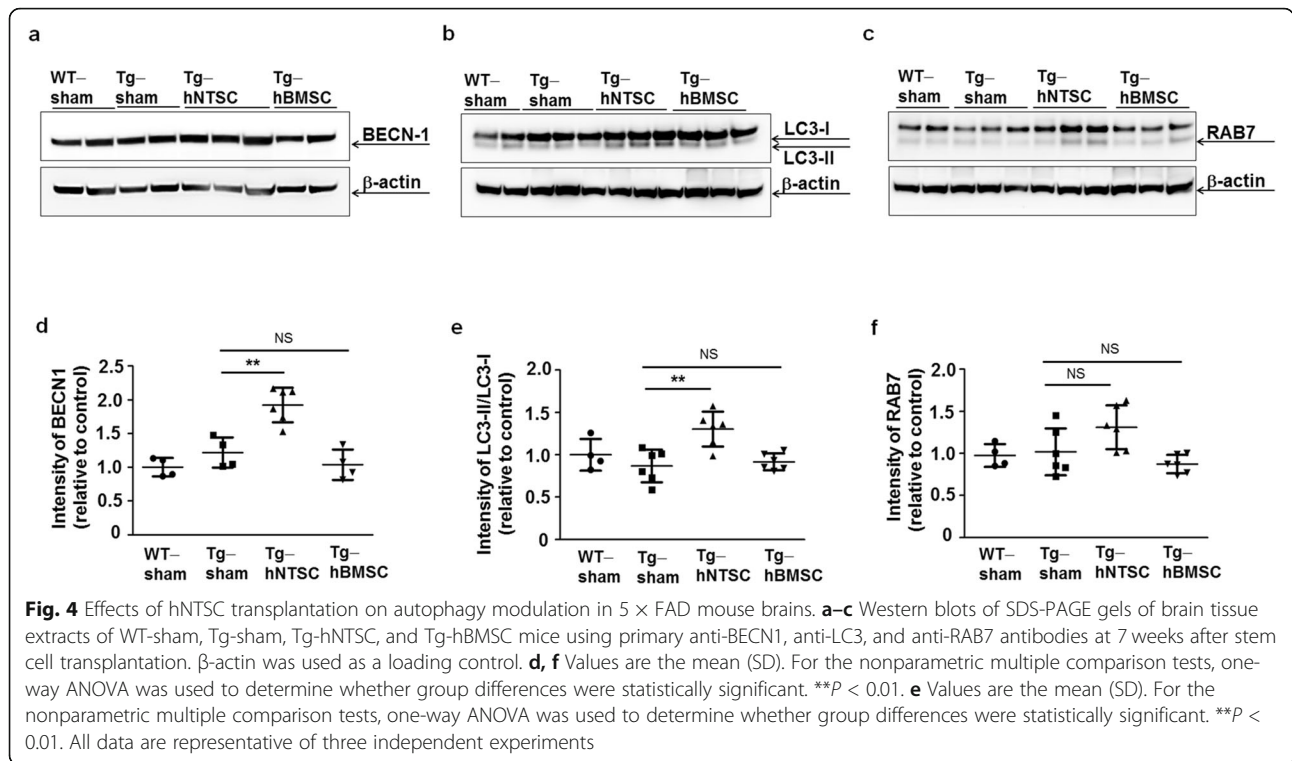 a
WT–
sham
Tg–
sham
Tg–
hNTSC
Tg–
hBMSC
BECN-1
β-actin
b
WT–
sham
Tg–
sham
Tg–
hNTSC
Tg–
hBMSC
LC3-I
LC3-II
β-actin
c
WT–
sham
Tg–
sham
Tg–
hNTSC
Tg–
hBMSC
RAB7
β-actin
d
Intensity of BECN1
(relative to control)
2.5
2.0
1.5
1.0
0.5
0
NS
**
WT–
sham
Tg–
sham
Tg–
hNTSC
Tg–
hBMSC
e
Intensity of LC3-II/LC3-I
(relative to control)
2.0
1.5
1.0
0.5
0
NS
**
WT–
sham
Tg–
sham
Tg–
hNTSC
Tg–
hBMSC
f
Intensity of RAB7
(relative to control)
2.0
1.5
1.0
0.5
0
NS
NS
WT–
sham
Tg–
sham
Tg–
hNTSC
Tg–
hBMSC
Fig. 4 Effects of hNTSC transplantation on autophagy modulation in 5 × FAD mouse brains. a–c Western blots of SDS-PAGE gels of brain tissue
extracts of WT-sham, Tg-sham, Tg-hNTSC, and Tg-hBMSC mice using primary anti-BECN1, anti-LC3, and anti-RAB7 antibodies at 7 weeks after stem
cell transplantation. β-actin was used as a loading control. d, f Values are the mean (SD). For the nonparametric multiple comparison tests, one-
way ANOVA was used to determine whether group differences were statistically significant. **P < 0.01. e Values are the mean (SD). For the
nonparametric multiple comparison tests, one-way ANOVA was used to determine whether group differences were statistically significant. **P <
0.01. All data are representative of three independent experiments